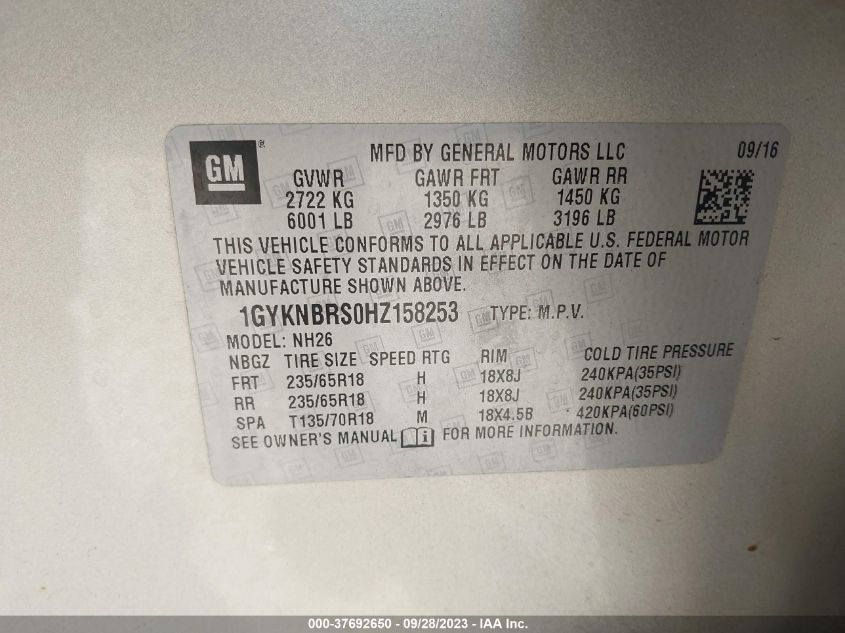 GM ®
MFD BY GENERAL MOTORS LLC 09/16
GVWR GAWR FRT GAWR RR
2722 KG 1350 KG 1450 KG
6001 LB 2976 LB 3196 LB
THIS VEHICLE CONFORMS TO ALL APPLICABLE U.S. FEDERAL MOTOR
VEHICLE SAFETY STANDARDS IN EFFECT ON THE DATE OF
MANUFACTURE SHOWN ABOVE.
1GYKNBRS0HZ158253 TYPE: M.P.V.
MODEL: NH26
NBGZ TIRE SIZE SPEED RTG RIM COLD TIRE PRESSURE
FRT 235/65R18 H 18X8J 240KPA(35PSI)
RR 235/65R18 H 18X8J 240KPA(35PSI)
SPA T135/70R18 M 18X4.5B 420KPA(60PSI)
SEE OWNER'S MANUAL i FOR MORE INFORMATION.
000-37692650 - 09/28/2023 - IAA Inc.